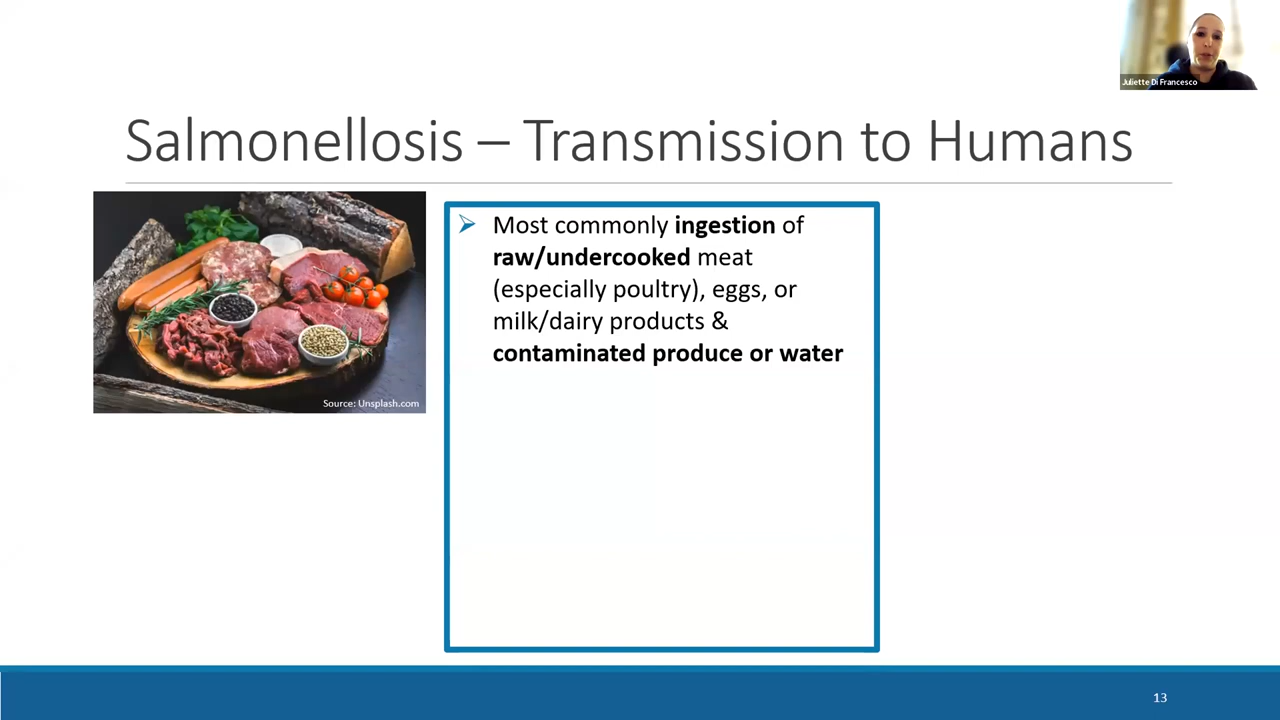 Juliette Di Francesco
Salmonellosis – Transmission to Humans
Source: Unsplash.com
➢ Most commonly ingestion of
raw/undercooked meat
(especially poultry), eggs, or
milk/dairy products &
contaminated produce or water
13